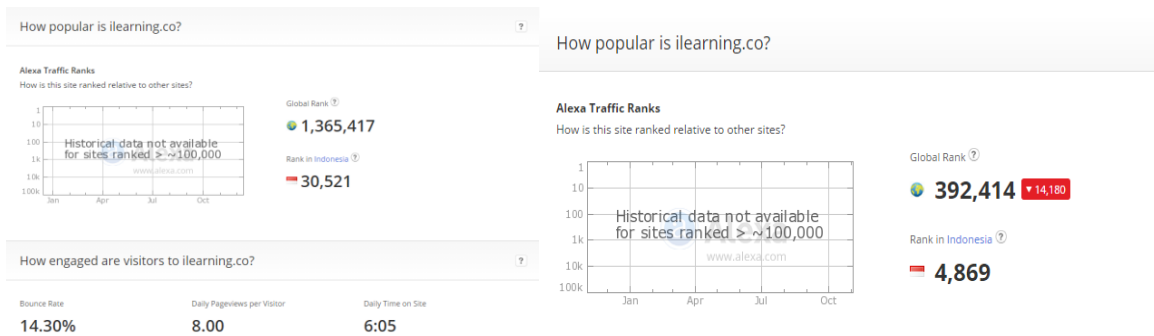 How popular is ilearning.co?
?
Alexa Traffic Ranks
How is this site ranked relative to other sites?
1
10
100
1k
10k
100k
Historical data not available
for sites ranked > ~100,000
Alexa
www.alexa.com
Jan Apr Jul Oct
Global Rank ?
1,365,417
Rank in Indonesia ?
30,521
How engaged are visitors to ilearning.co?
?
Bounce Rate Daily Pageviews per Visitor Daily Time on Site
14.30% 8.00 6:05
How popular is ilearning.co?
Alexa Traffic Ranks
How is this site ranked relative to other sites?
1
10
100
1k
10k
100k
Historical data not available
for sites ranked > ~100,000
Alexa
www.alexa.com
Jan Apr Jul Oct
Global Rank ?
392,414 ▼14,180
Rank in Indonesia ?
4,869